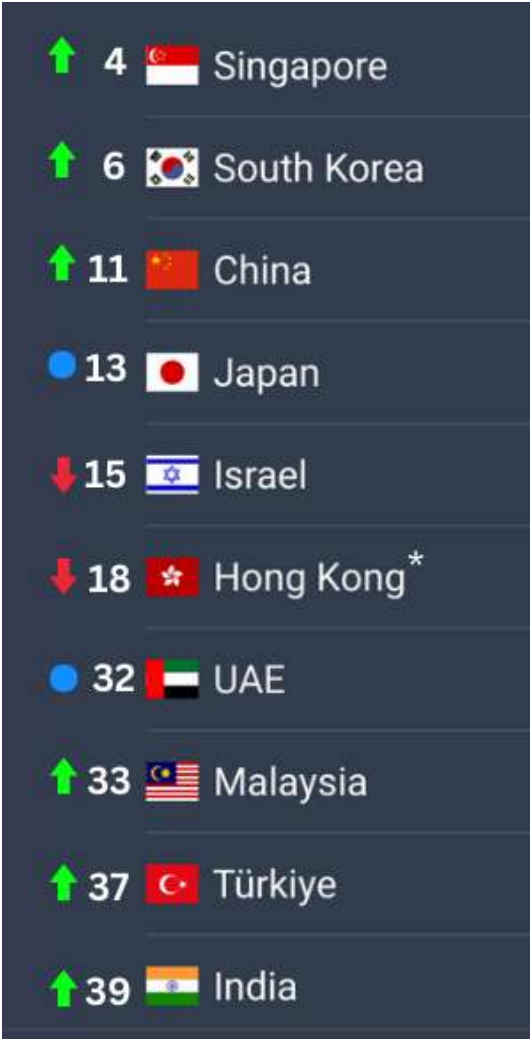 4 Singapore
6 South Korea
11 China
13 Japan
15 Israel
18 Hong Kong*
32 UAE
33 Malaysia
37 Türkiye
39 India